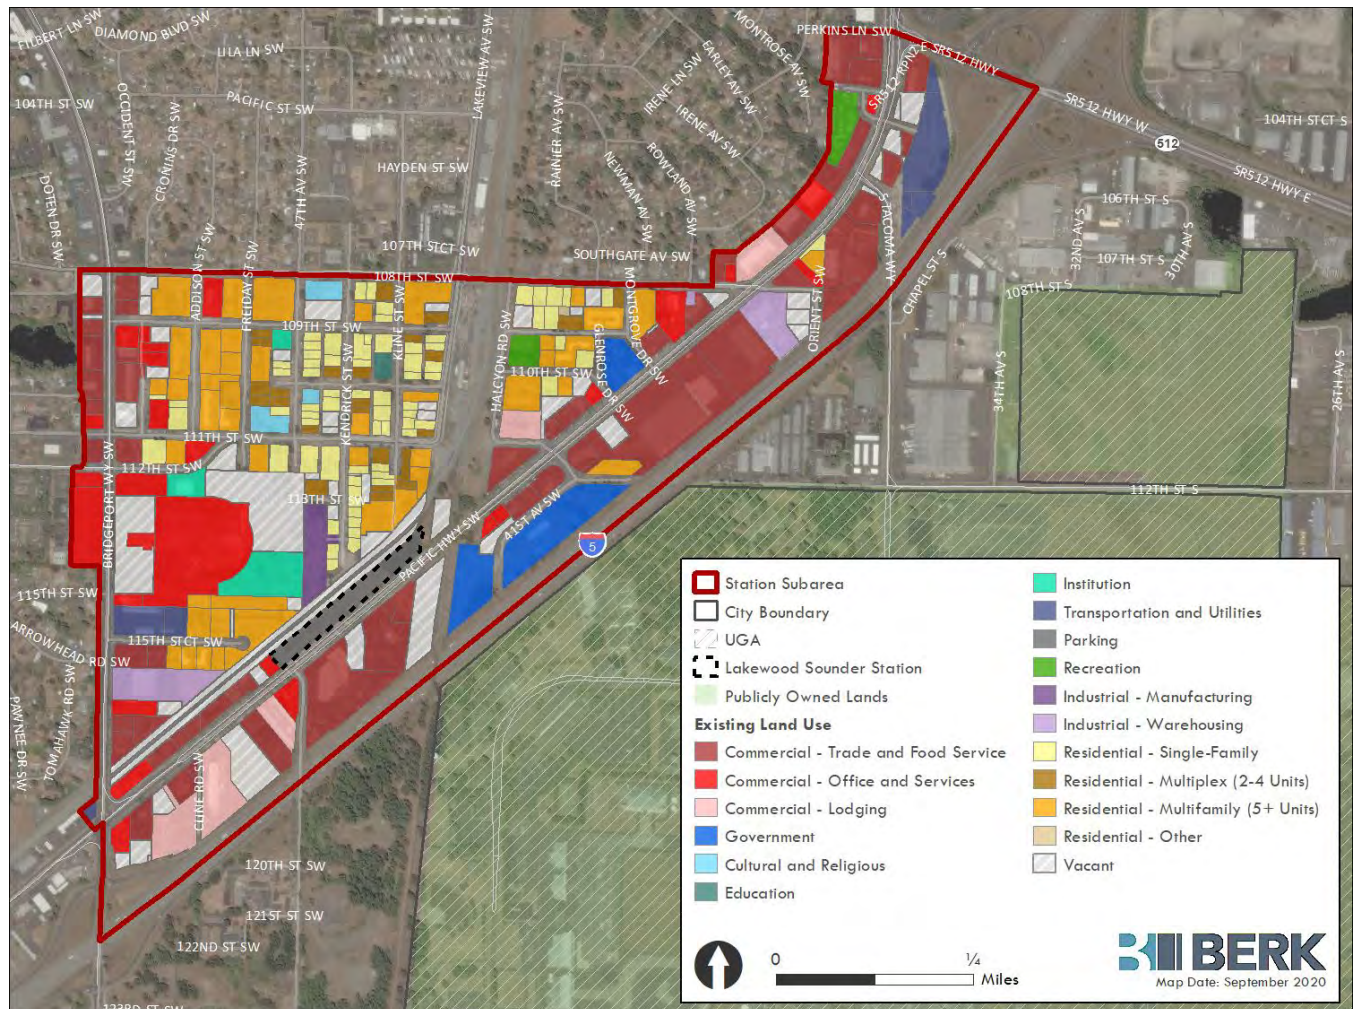 FILBERT LN SW
DIAMOND BLVD SW
LILA LN SW
LAKEVIEW AV SW
MONTROSE AV SW
PERKINS LN SW
EARLEY AV SW
IRENE LN SW
SR512 HWY
SR512 HWY W
104TH ST SW
OCCIDENT ST SW
CRONINS DR SW
PACIFIC ST SW
RAINIER AV SW
IRENE AV SW
104TH STCT S
512
SR512 HWY E
DOTEN DR SW
47TH AV SW
HAYDEN ST SW
NEWMAN AV SW
ROWLAND AV SW
S TACOMA WY
106TH ST S
32ND AV S
30TH AV S
107TH ST S
ADDISON ST SW
FREIDAY ST SW
107TH STCT SW
SOUTHGATE AV SW
108TH ST SW
CHAPEL ST S
108TH ST S
109TH ST SW
KLINE ST SW
KENDRICK ST SW
HALCYON RD SW
MONTGROVE DR SW
GLENROSE DR SW
ORIENT ST SW
110TH ST SW
34TH AV S
26TH AV S
111TH ST SW
112TH ST SW
113TH ST SW
112TH ST S
BRIDGEPORT WY SW
PACIFIC HWY SW
41ST AV SW
5
115TH ST SW
115TH STCT SW
ARROWHEAD RD SW
TOMAHAWK RD SW
PAWNEE DR SW
CLINE RD SW
120TH ST SW
121ST ST SW
122ND ST SW
123RD ST SW
Station Subarea
City Boundary
UGA
Lakewood Sounder Station
Publicly Owned Lands
Existing Land Use
Commercial - Trade and Food Service
Commercial - Office and Services
Commercial - Lodging
Government
Cultural and Religious
Education
Institution
Transportation and Utilities
Parking
Recreation
Industrial - Manufacturing
Industrial - Warehousing
Residential - Single-Family
Residential - Multiplex (2-4 Units)
Residential - Multifamily (5+ Units)
Residential - Other
Vacant
0 ¼
Miles
BERK
Map Date: September 2020